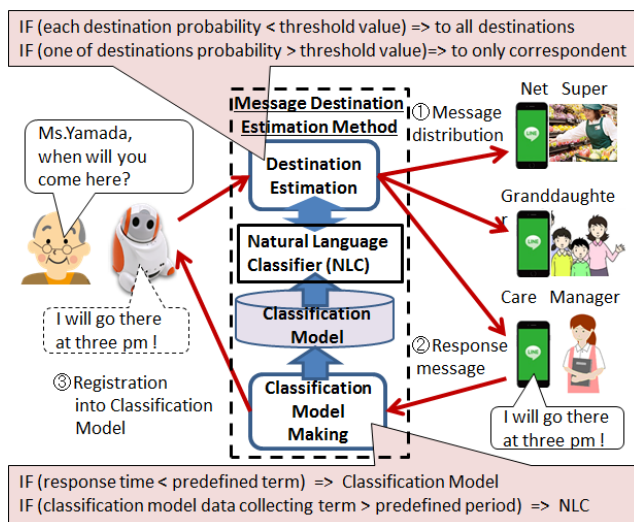 IF (each destination probability < threshold value) => to all destinations
IF (one of destinations probability > threshold value)=> to only correspondent
Message Destination
Estimation Method
Ms.Yamada,
when will you
come here?
Destination
Estimation
① Message
distribution
Net Super
LINE
Granddaughte
r
LINE
Natural Language
Classifier (NLC)
Care Manager
LINE
I will go there
at three pm !
Classification
Model
② Response
message
③ Registration
into Classification
Model
Classification
Model
Making
I will go there
at three pm !
IF (response time < predefined term) => Classification Model
IF (classification model data collecting term > predefined period) => NLC